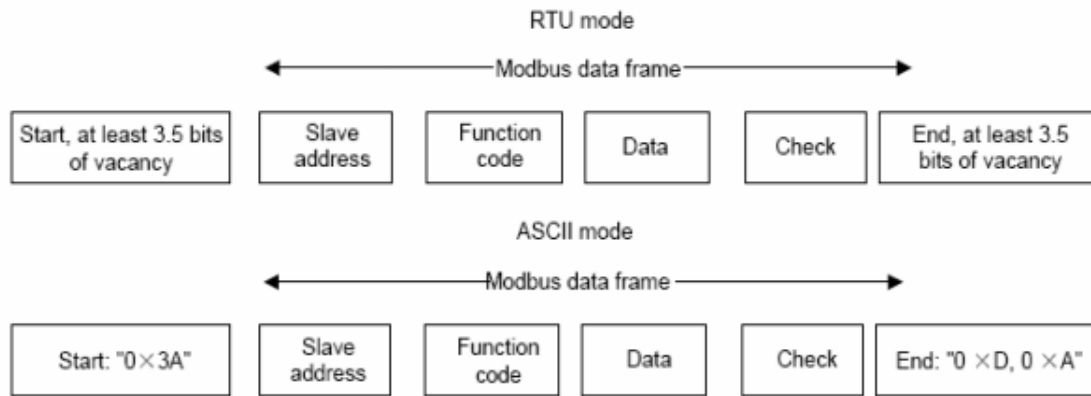 RTU mode
Modbus data frame
Start, at least 3.5 bits
of vacancy
Slave
address
Function
code
Data
Check
End, at least 3.5
bits of vacancy
ASCII mode
Modbus data frame
Start: "0×3A"
Slave
address
Function
code
Data
Check
End: "0 ×D, 0 ×A"